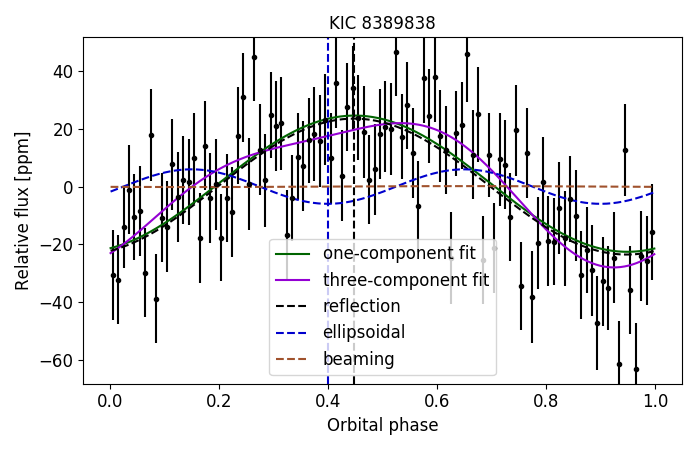 KIC 8389838
Relative flux [ppm]
40
20
0
−20
−40
−60
one-component fit
three-component fit
reflection
ellipsoidal
beaming
0.0 0.2 0.4 0.6 0.8 1.0
Orbital phase